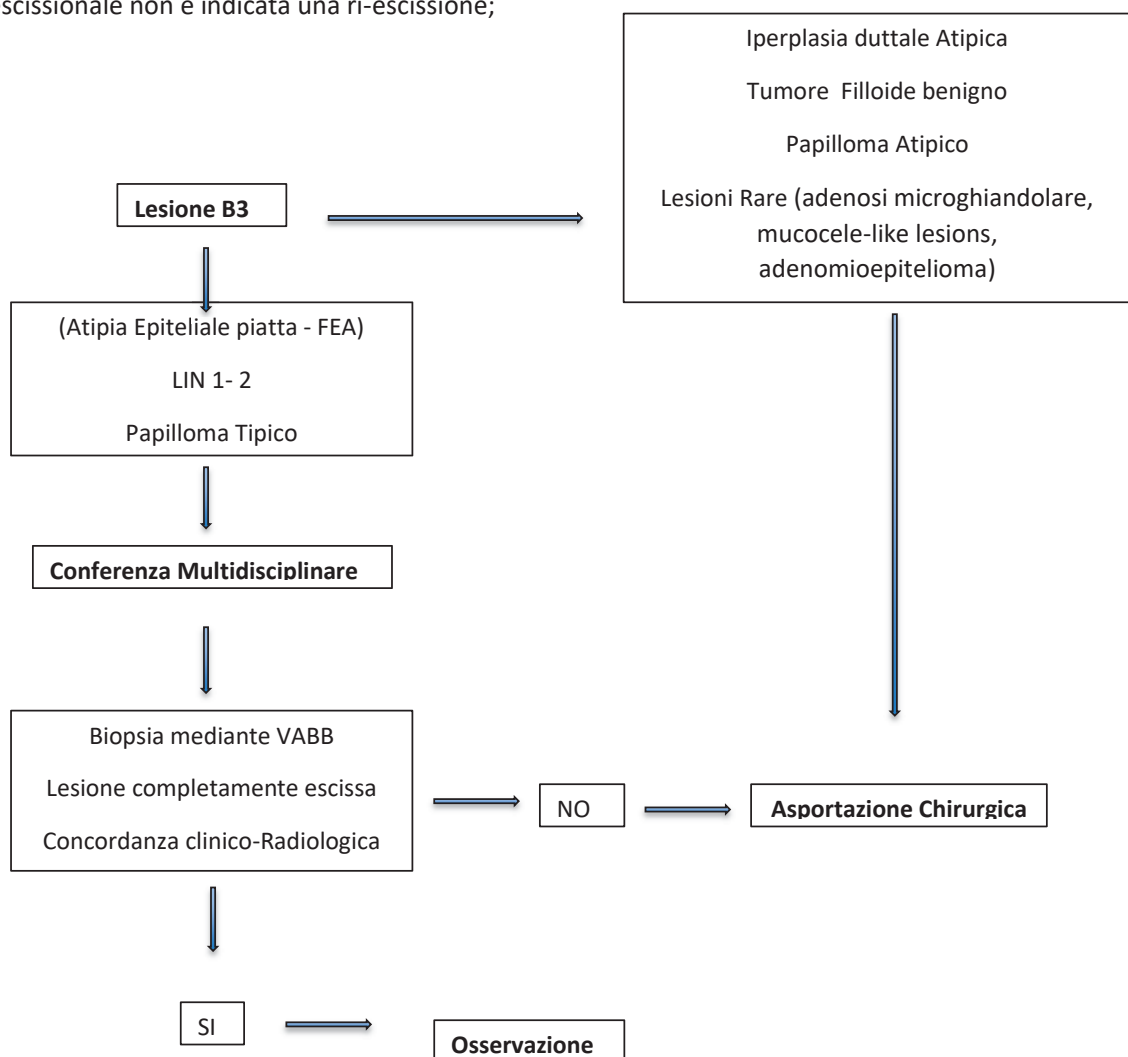 escissionale non è indicata una ri-escissione;
Iperplasia duttale Atipica
Tumore Filloide benigno
Papilloma Atipico
Lesioni Rare (adenosi microghiandolare,
mucocele-like lesions,
adenomioepitelioma)
Lesione B3
(Atipia Epiteliale piatta - FEA)
LIN 1- 2
Papilloma Tipico
Conferenza Multidisciplinare
Biopsia mediante VABB
Lesione completamente escissa
Concordanza clinico-Radiologica
NO
Asportazione Chirurgica
SI
Osservazione